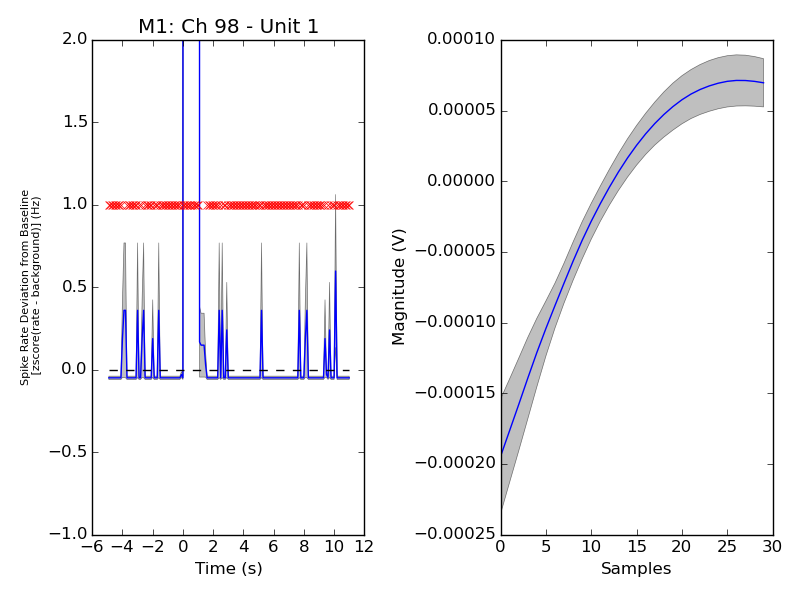 M1: Ch 98 - Unit 1
Spike Rate Deviation from Baseline
[zscore(rate - background)] (Hz)
2.0
1.5
1.0
0.5
0.0
−0.5
−1.0
−6 −4 −2 0 2 4 6 8 10 12
Time (s)
Magnitude (V)
0.00010
0.00005
0.00000
−0.00005
−0.00010
−0.00015
−0.00020
−0.00025
0 5 10 15 20 25 30
Samples